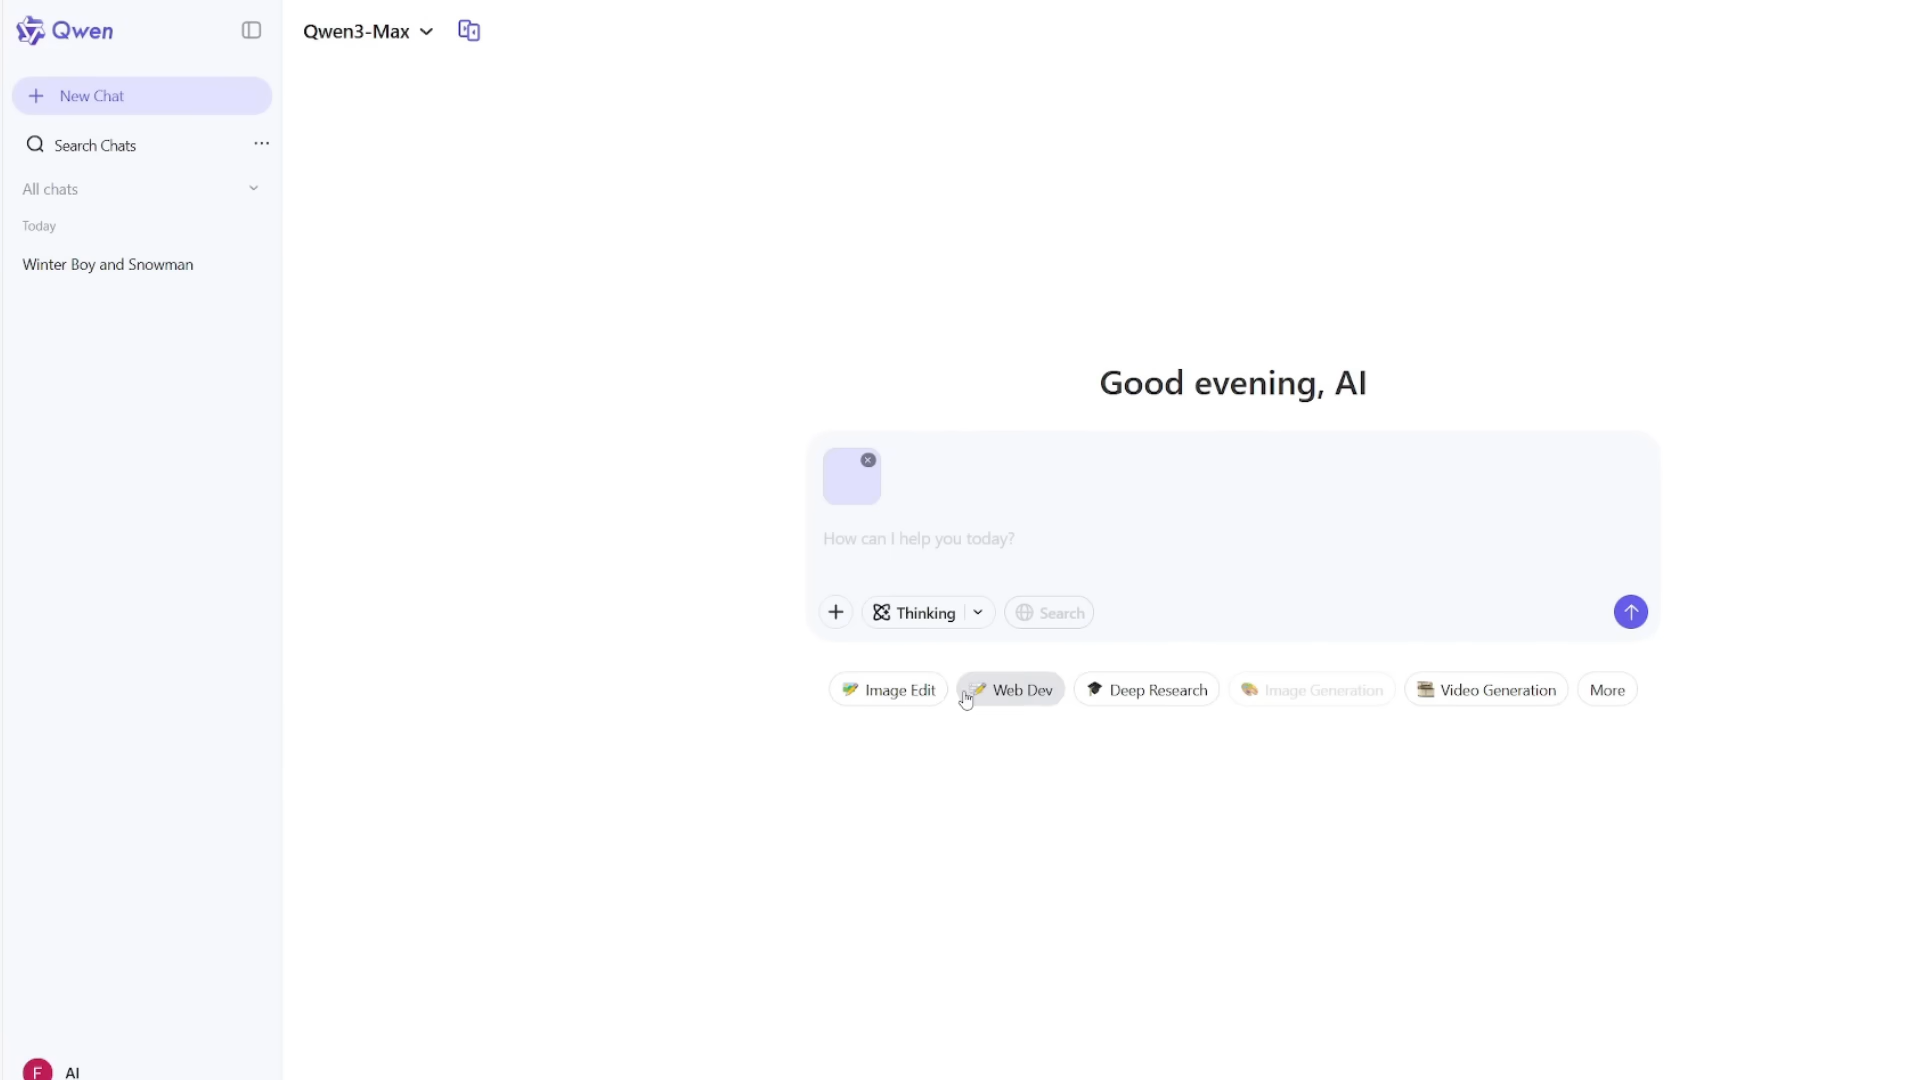 Qwen
Qwen3-Max
New Chat
Search Chats
All chats
Today
Winter Boy and Snowman
Good evening, AI
How can I help you today?
Thinking
Search
Image Edit
Web Dev
Deep Research
Image Generation
Video Generation
More
F
AI